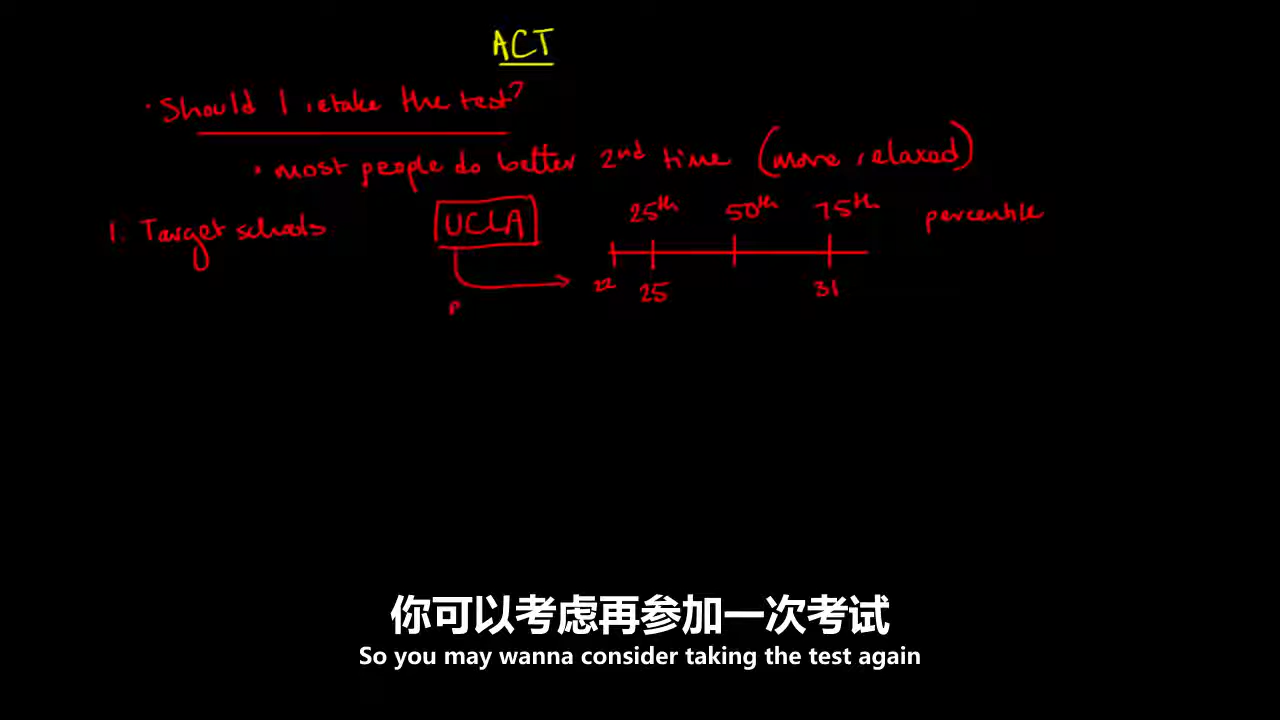 ACT
• Should I retake the test?
• most people do better 2nd time (more relaxed)
25th 50th 75th percentile
1. Target schools UCLA
22 25 31
你可以考虑再参加一次考试
So you may wanna consider taking the test again